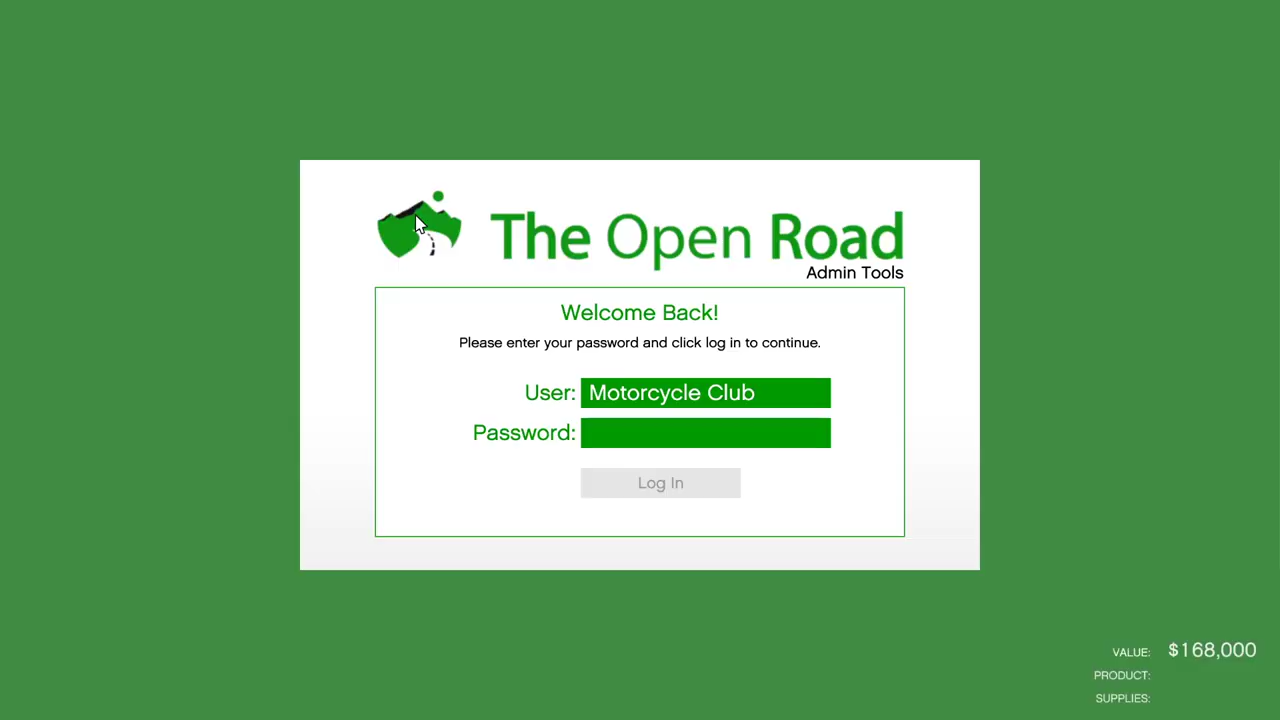 The Open Road
Admin Tools
Welcome Back!
Please enter your password and click log in to continue.
User: Motorcycle Club
Password:
Log In
VALUE: $168,000
PRODUCT:
SUPPLIES: